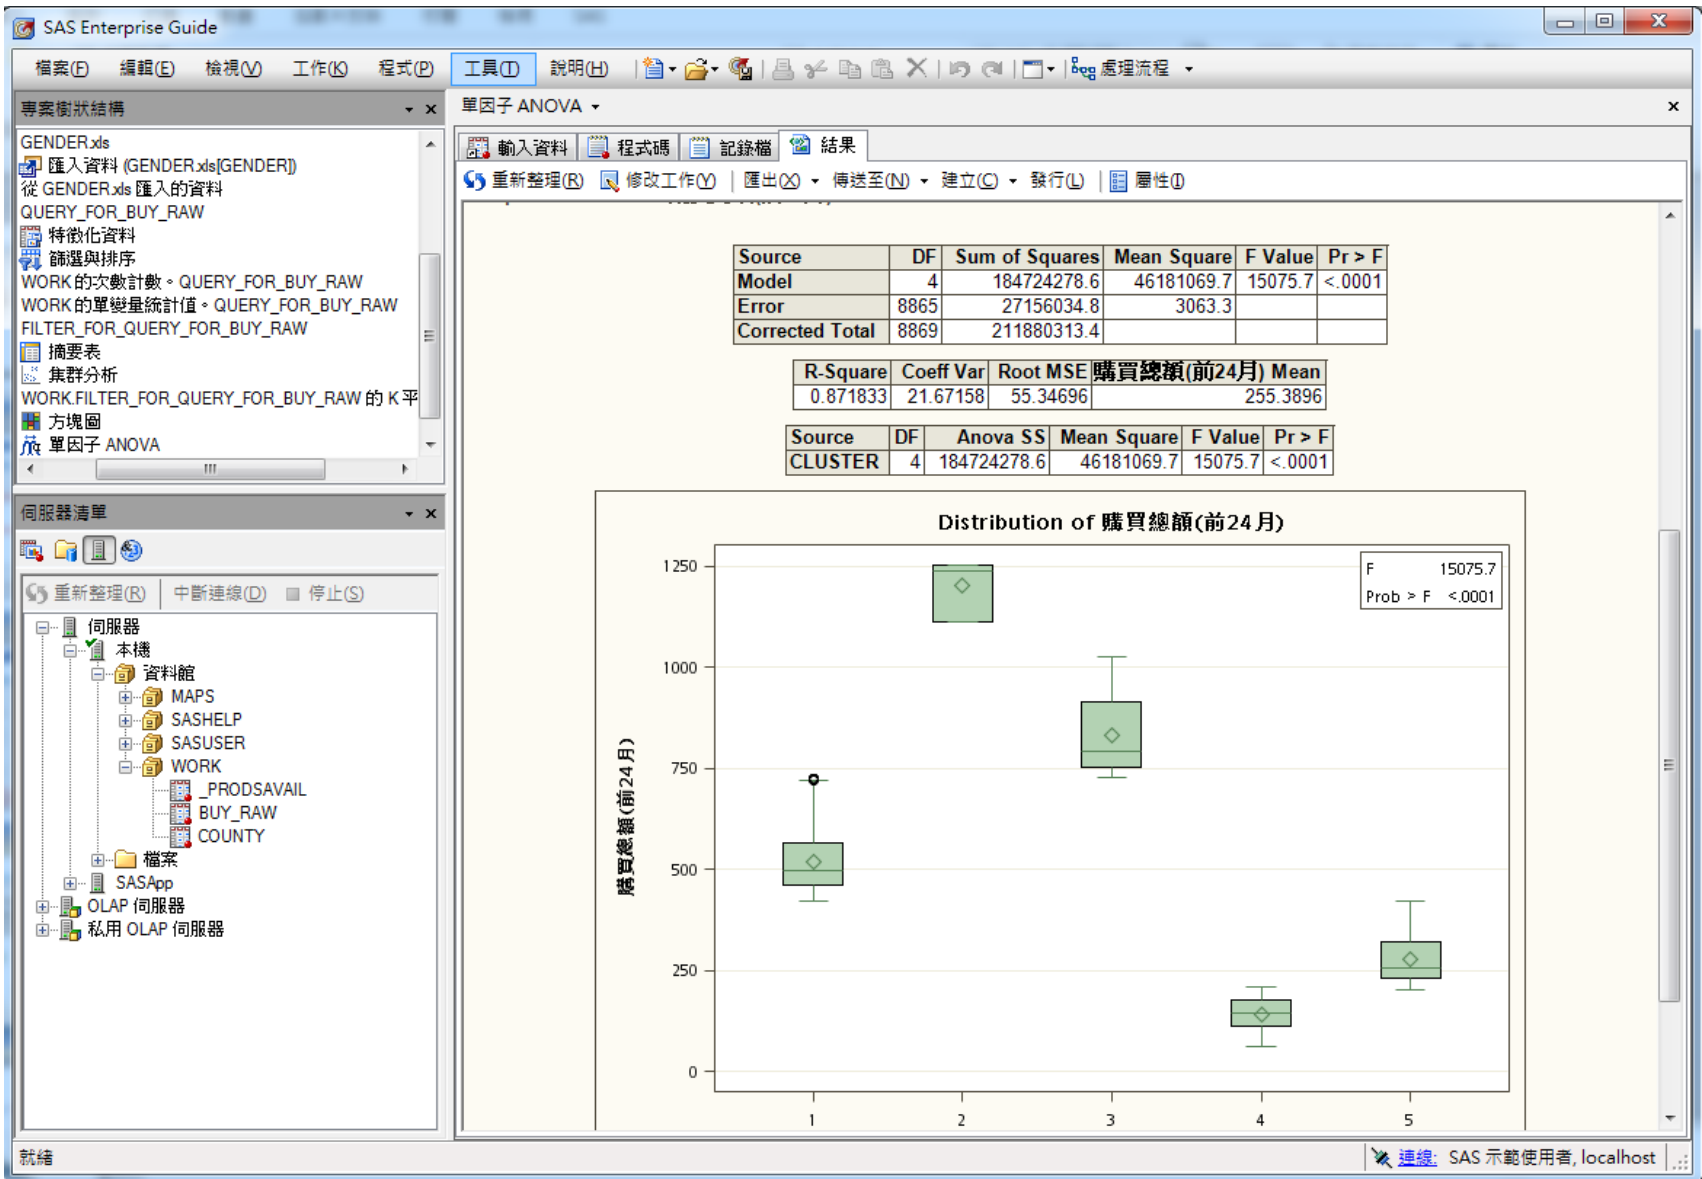 SAS Enterprise Guide
檔案(F) 編輯(E) 檢視(V) 工作(K) 程式(P) 工具(T) 說明(H) 處理流程
專案樹狀結構
GENDER.xls
匯入資料 (GENDER.xls[GENDER])
從 GENDER.xls 匯入的資料
QUERY_FOR_BUY_RAW
特徵化資料
篩選與排序
WORK 的次數計數。QUERY_FOR_BUY_RAW
WORK 的單變量統計值。QUERY_FOR_BUY_RAW
FILTER_FOR_QUERY_FOR_BUY_RAW
摘要表
集群分析
WORK.FILTER_FOR_QUERY_FOR_BUY_RAW 的 K 平
方塊圖
單因子 ANOVA
伺服器清單
重新整理(R) 中斷連線(D) 停止(S)
伺服器
本機
資料館
MAPS
SASHELP
SASUSER
WORK
_PRODSAVAIL
BUY_RAW
COUNTY
檔案
SASApp
OLAP 伺服器
私用 OLAP 伺服器
單因子 ANOVA
輸入資料 程式碼 記錄檔 結果
重新整理(R) 修改工作(Y) 匯出(X) 傳送至(N) 建立(C) 發行(L) 屬性(I)
Source DF Sum of Squares Mean Square F Value Pr > F
Model 4 184724278.6 46181069.7 15075.7 <.0001
Error 8865 27156034.8 3063.3
Corrected Total 8869 211880313.4
R-Square Coeff Var Root MSE 購買總額(前24月) Mean
0.871833 21.67158 55.34696 255.3896
Source DF Anova SS Mean Square F Value Pr > F
CLUSTER 4 184724278.6 46181069.7 15075.7 <.0001
Distribution of 購買總額(前24月)
F 15075.7
Prob > F <.0001
購買總額(前24月)
1250
1000
750
500
250
0
1 2 3 4 5
就緒
連線: SAS 示範使用者, localhost